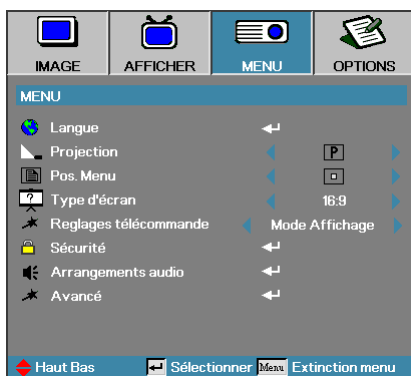 IMAGE AFFICHER MENU OPTIONS
MENU
Langue
Projection P
Pos. Menu
Type d'écran 16:9
Reglages télécommande Mode Affichage
Sécurité
Arrangements audio
Avancé
Haut Bas Sélectionner Menu Extinction menu